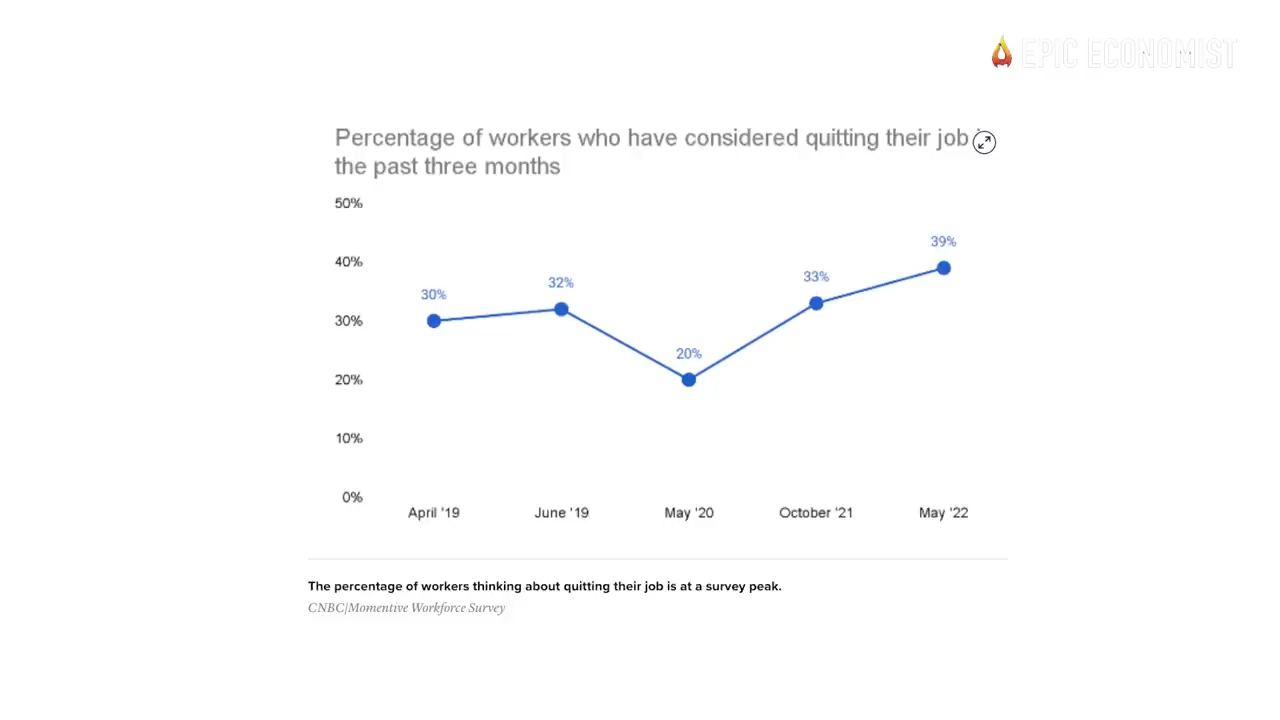 EPIC ECONOMIST
Percentage of workers who have considered quitting their job
the past three months
50%
40%
30%
20%
10%
0%
30%
32%
20%
33%
39%
April '19
June '19
May '20
October '21
May '22
The percentage of workers thinking about quitting their job is at a survey peak.
CNBC|Momentive Workforce Survey